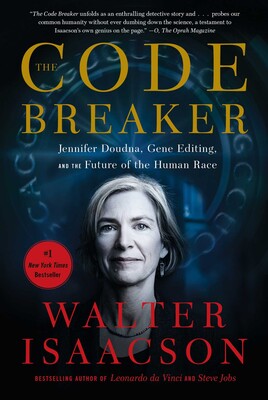 “The Code Breaker unfolds as an enthralling detective story and . . . probes our
common humanity without ever dumbing down the science, a testament to
Isaacson’s own genius on the page.” —O, The Oprah Magazine
THE
CODE
BREAKER
Jennifer Doudna, Gene Editing,
AND THE Future of the Human Race
#1
New York Times
Bestseller
WALTER
ISAACSON
BESTSELLING AUTHOR OF Leonardo da Vinci AND Steve Jobs